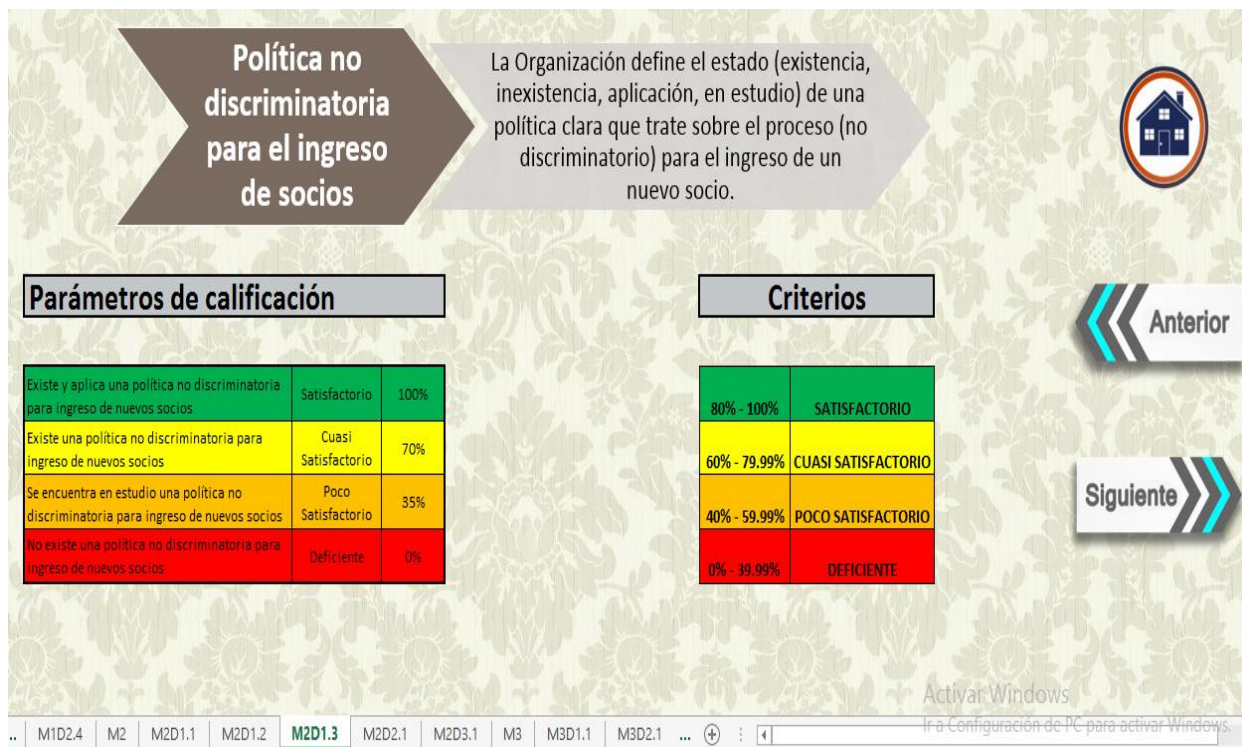 Política no
discriminatoria
para el ingreso
de socios
La Organización define el estado (existencia,
inexistencia, aplicación, en estudio) de una
política clara que trate sobre el proceso (no
discriminatorio) para el ingreso de un
nuevo socio.
Parámetros de calificación
Criterios
Anterior
Existe y aplica una política no discriminatoria
para ingreso de nuevos socios
Satisfactorio
100%
Existe una política no discriminatoria para
ingreso de nuevos socios
Cuasi
Satisfactorio
70%
Se encuentra en estudio una política no
discriminatoria para ingreso de nuevos socios
Poco
Satisfactorio
35%
No existe una política no discriminatoria para
ingreso de nuevos socios
Deficiente
0%
80% - 100% SATISFACTORIO
60% - 79.99% CUASI SATISFACTORIO
40% - 59.99% POCO SATISFACTORIO
0% - 39.99% DEFICIENTE
Siguiente
Activar Windows
Ir a Configuración de PC para activar Windows.
.. M1D2.4 M2 M2D1.1 M2D1.2 M2D1.3 M2D2.1 M2D3.1 M3 M3D1.1 M3D2.1 ...